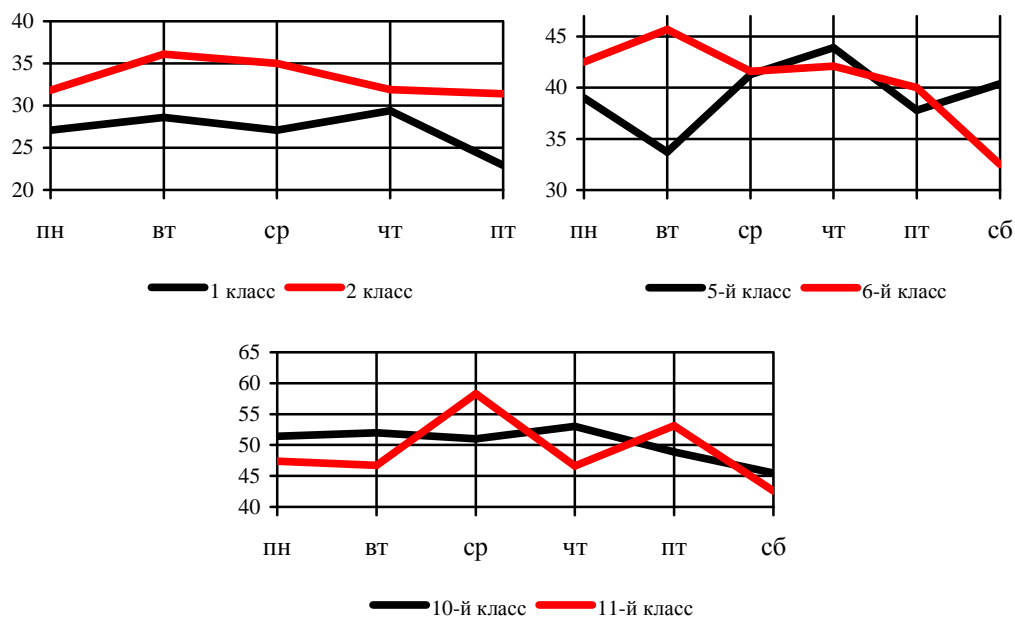 40
35
30
25
20
пн вт ср чт пт
1 класс 2 класс
45
40
35
30
пн вт ср чт пт сб
5-й класс 6-й класс
65
60
55
50
45
40
пн вт ср чт пт сб
10-й класс 11-й класс